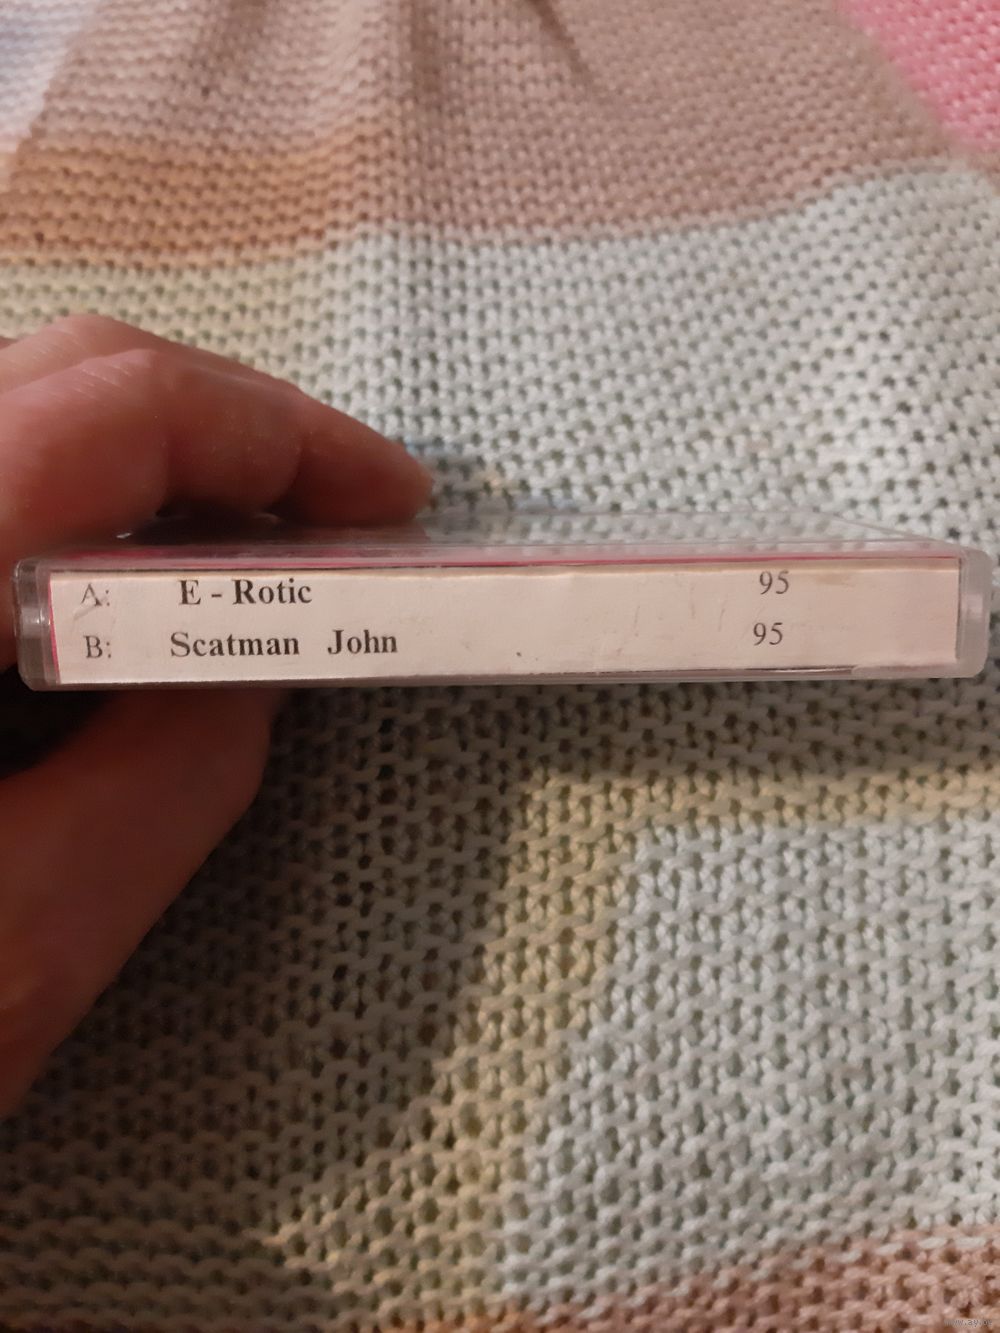 A: E - Rotic 95
B: Scatman John 95